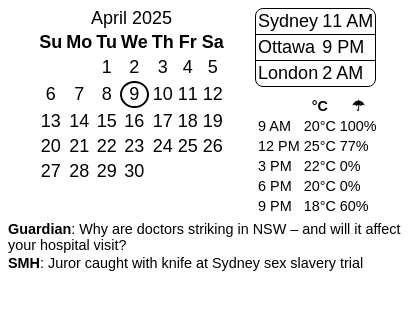 April 2025
Su Mo Tu We Th Fr Sa
1 2 3 4 5
6 7 8 9 10 11 12
13 14 15 16 17 18 19
20 21 22 23 24 25 26
27 28 29 30
Sydney 11 AM
Ottawa 9 PM
London 2 AM
°C ☂
9 AM 20°C 100%
12 PM 25°C 77%
3 PM 22°C 0%
6 PM 20°C 0%
9 PM 18°C 60%
Guardian: Why are doctors striking in NSW – and will it affect
your hospital visit?
SMH: Juror caught with knife at Sydney sex slavery trial